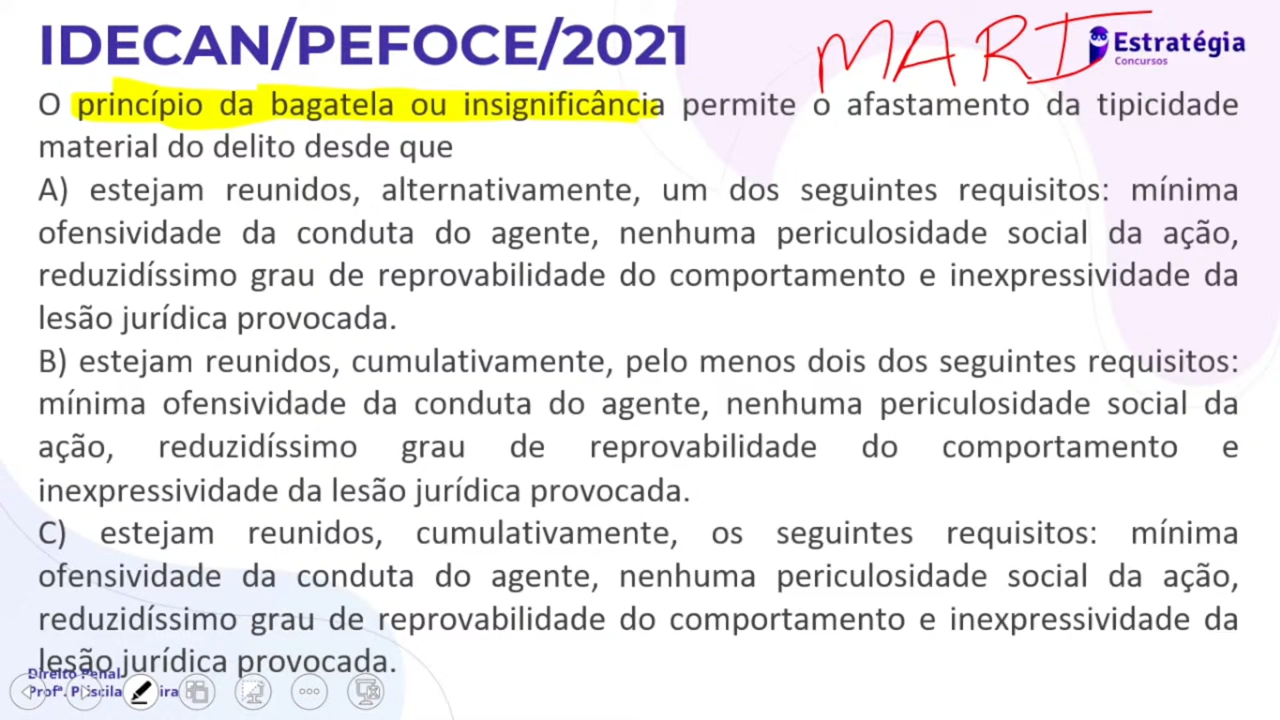 IDECAN/PEFOCE/2021
MARI
Estratégia
Concursos
O princípio da bagatela ou insignificância permite o afastamento da tipicidade
material do delito desde que
A) estejam reunidos, alternativamente, um dos seguintes requisitos: mínima
ofensividade da conduta do agente, nenhuma periculosidade social da ação,
reduzidíssimo grau de reprovabilidade do comportamento e inexpressividade da
lesão jurídica provocada.
B) estejam reunidos, cumulativamente, pelo menos dois dos seguintes requisitos:
mínima ofensividade da conduta do agente, nenhuma periculosidade social da
ação, reduzidíssimo grau de reprovabilidade do comportamento e
inexpressividade da lesão jurídica provocada.
C) estejam reunidos, cumulativamente, os seguintes requisitos: mínima
ofensividade da conduta do agente, nenhuma periculosidade social da ação,
reduzidíssimo grau de reprovabilidade do comportamento e inexpressividade da
lesão jurídica provocada.
Direito Penal
Profª.